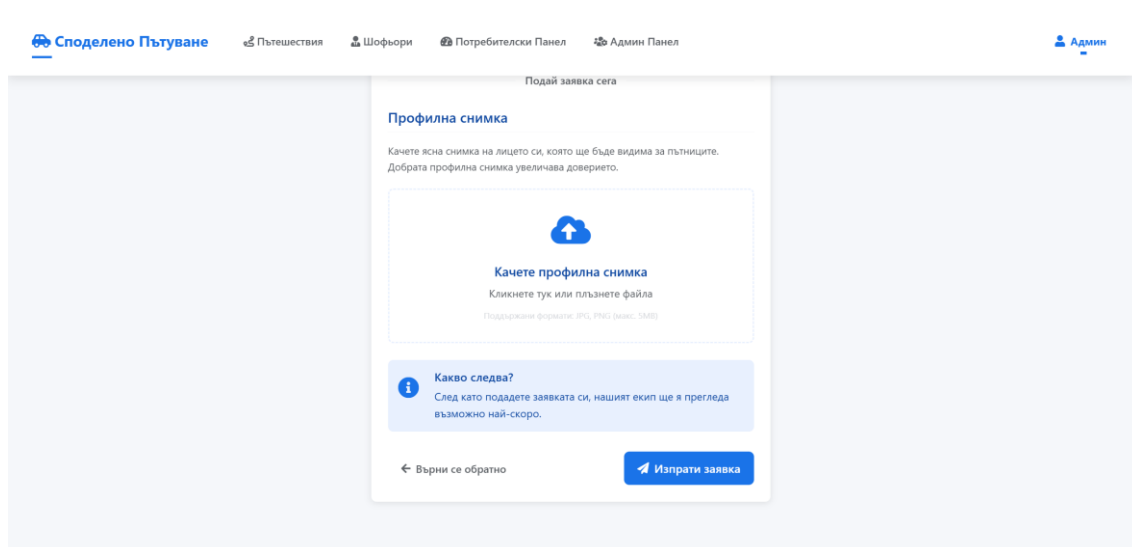 Споделено Пътуване
Пътешествия
Шофьори
Потребителски Панел
Админ Панел
Админ
Подай заявка сега
Профилна снимка
Качете ясна снимка на лицето си, която ще бъде видима за пътниците.
Добрата профилна снимка увеличава доверието.
Качете профилна снимка
Кликнете тук или плъзнете файла
Поддържани формати: JPG, PNG (макс. 5MB)
Какво следва?
След като подадете заявката си, нашият екип ще я прегледа
възможно най-скоро.
Върни се обратно
Изпрати заявка